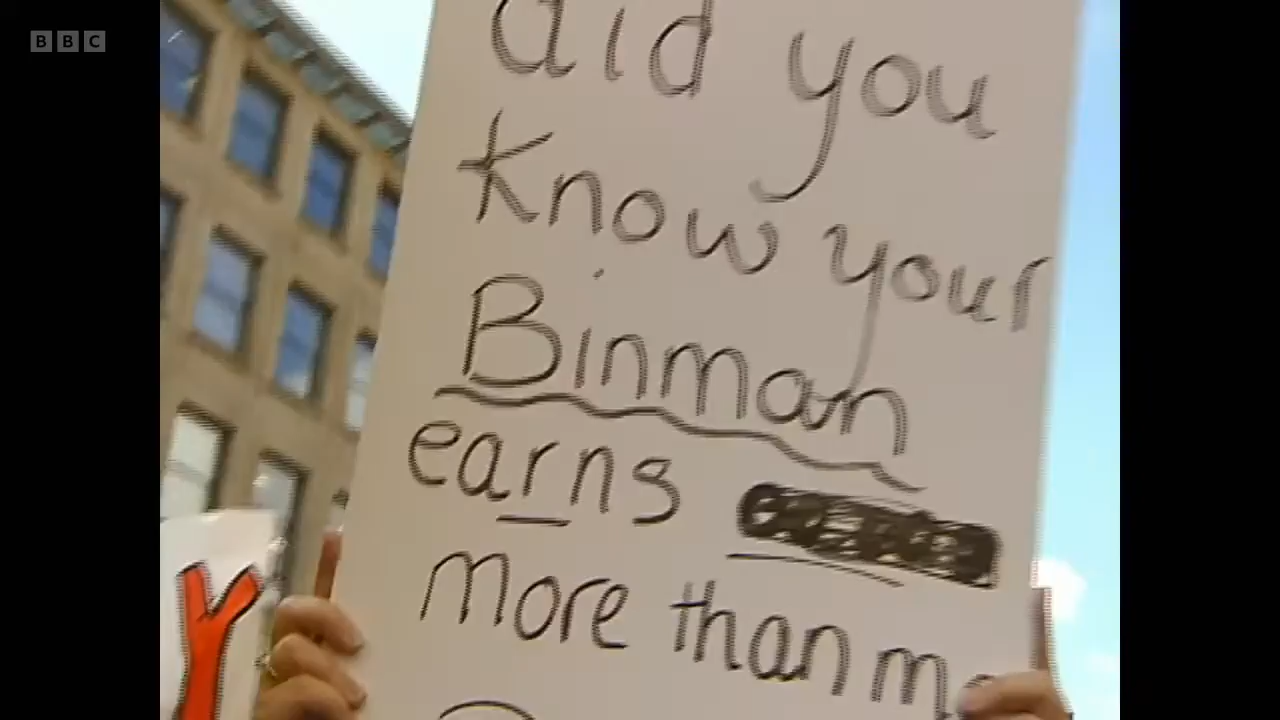 BBC
did you
Know your
Binman
earns
more than me
Y